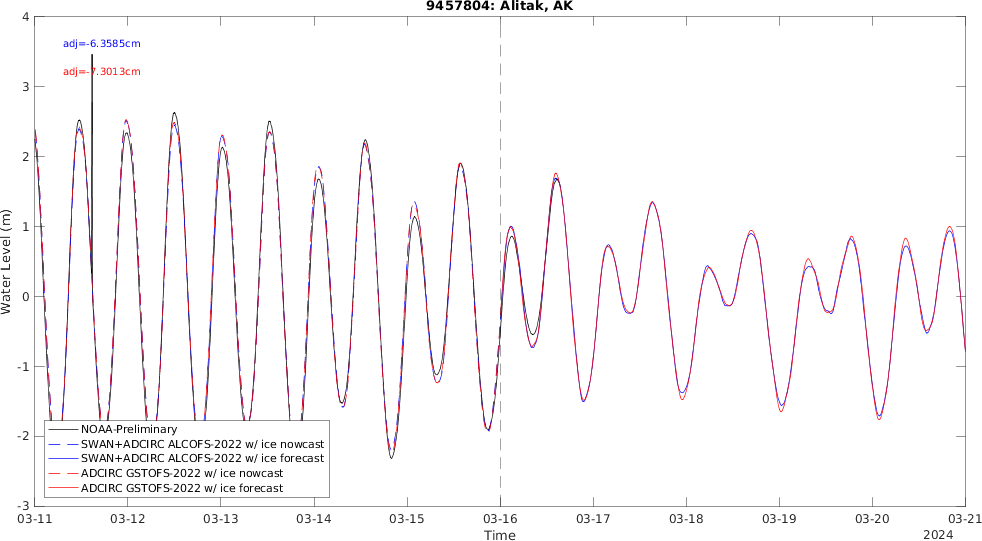 9457804: Alitak, AK
adj=-6.3585cm
adj=-7.3013cm
Water Level (m)
4
3
2
1
0
-1
-2
-3
NOAA-Preliminary
SWAN+ADCIRC ALCOFS-2022 w/ ice nowcast
SWAN+ADCIRC ALCOFS-2022 w/ ice forecast
ADCIRC GSTOFS-2022 w/ ice nowcast
ADCIRC GSTOFS-2022 w/ ice forecast
03-11 03-12 03-13 03-14 03-15 03-16 03-17 03-18 03-19 03-20 03-21
Time
2024